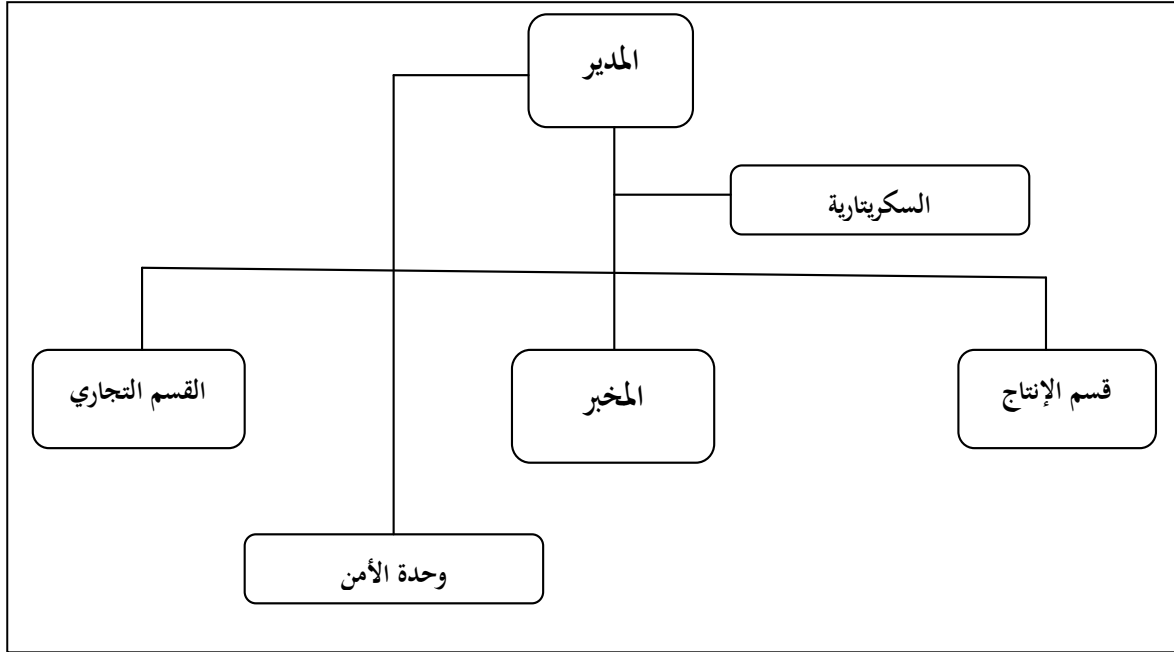 المدير
السكريتارية
قسم الإنتاج
المخبر
القسم التجاري
وحدة الأمن